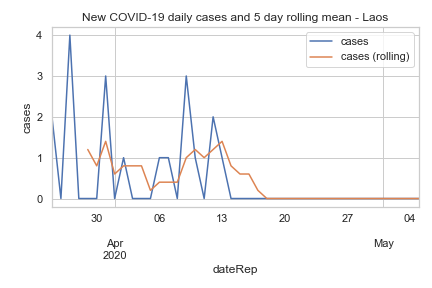 New COVID-19 daily cases and 5 day rolling mean - Laos
cases
cases (rolling)
4
3
2
1
0
cases
30
06
13
20
27
04
Apr
2020
May
dateRep